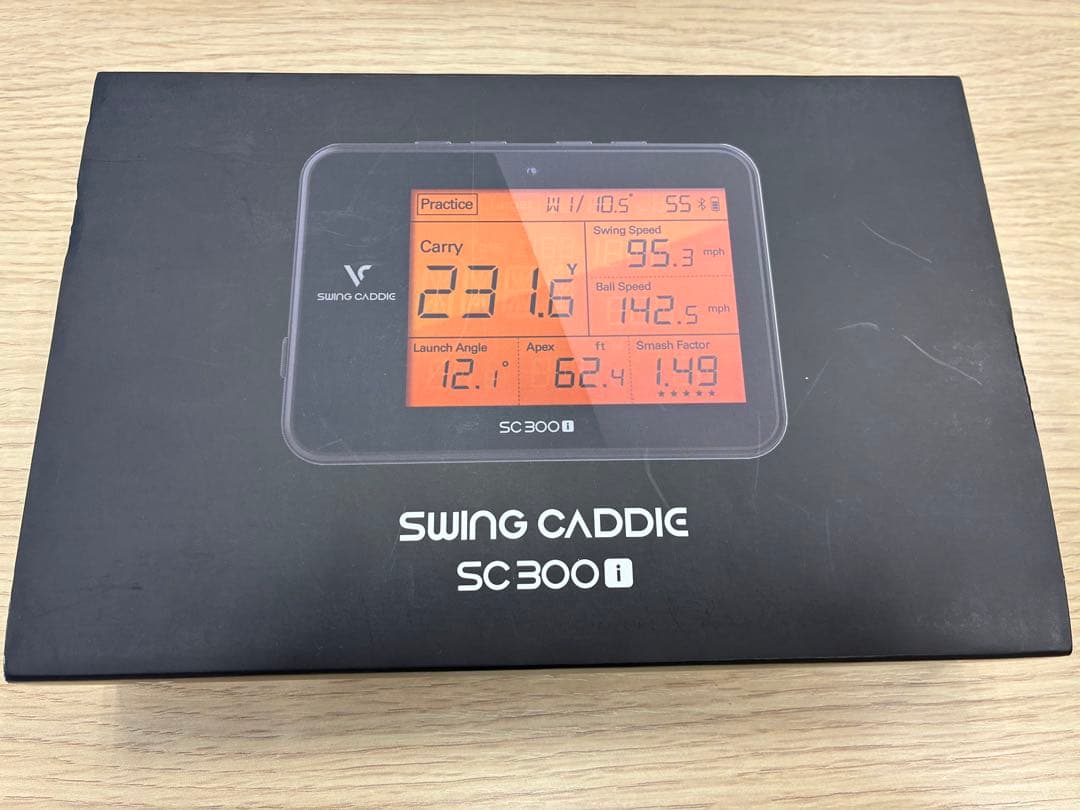 Practice W1/10.5° 55
Carry
231.6 Y
Swing Speed
95.3 mph
Ball Speed
142.5 mph
Launch Angle
12.1°
Apex ft
62.4
Smash Factor
1.49
★★★★★
SWING CADDIE
SC300i
SWING CADDIE
SC300i